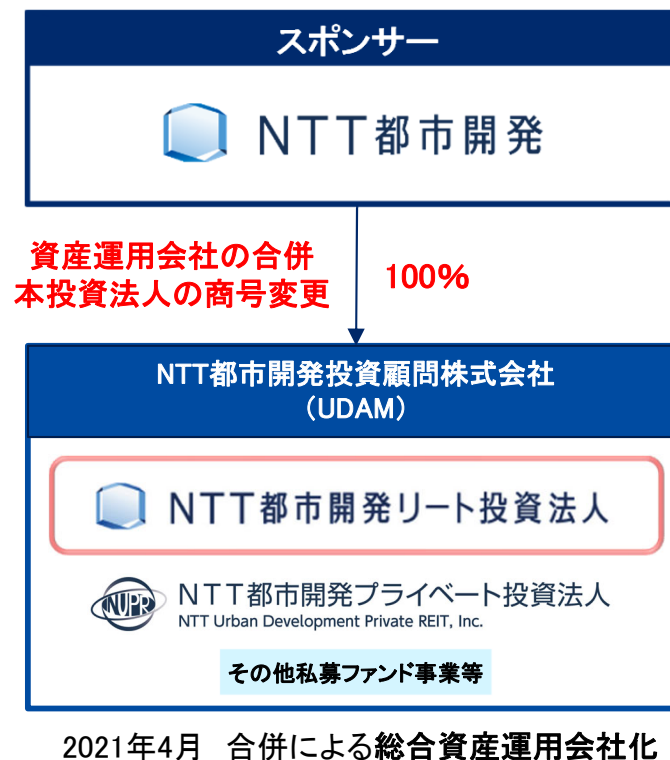 スポンサー
NTT都市開発
資産運用会社の合併
本投資法人の商号変更
100%
NTT都市開発投資顧問株式会社
（UDAM）
NTT都市開発リート投資法人
NUPR
NTT都市開発プライベート投資法人
NTT Urban Development Private REIT, Inc.
その他私募ファンド事業等
2021年4月　合併による総合資産運用会社化